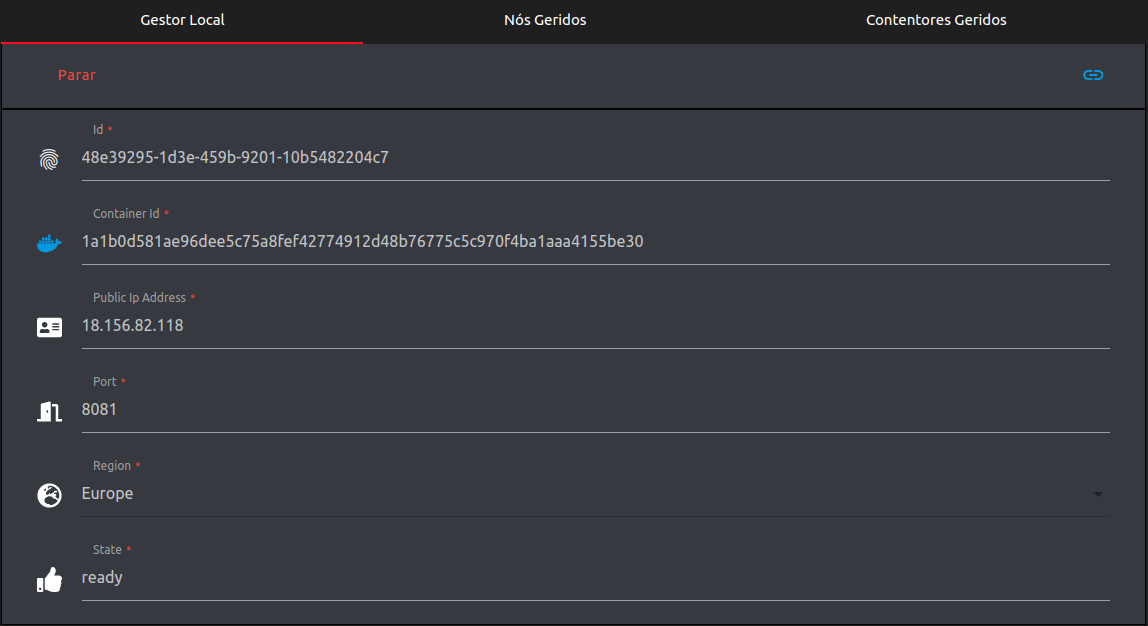 Gestor Local
Nós Geridos
Contentores Geridos
Parar
Id *
48e39295-1d3e-459b-9201-10b5482204c7
Container Id *
1a1b0d581ae96dee5c75a8fef42774912d48b76775c5c970f4ba1aaa4155be30
Public Ip Address *
18.156.82.118
Port *
8081
Region *
Europe
State *
ready